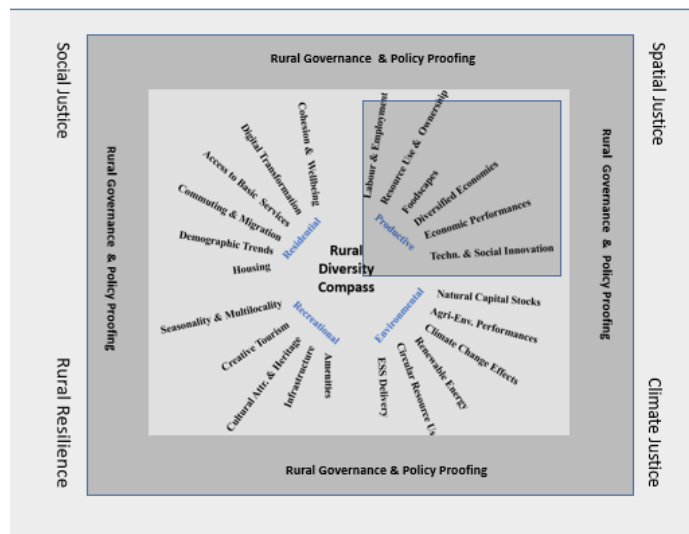 Social Justice
Spatial Justice
Rural Governance & Policy Proofing
Rural Governance & Policy Proofing
Rural Governance & Policy Proofing
Cohesion & Wellbeing
Digital Transformation
Access to Basic Services
Commuting & Migration
Demographic Trends
Housing
Residential
Labour & Employment
Resource Use & Ownership
Foodscapes
Diversified Economics
Economic Performances
Techn. & Social Innovation
Productive
Rural
Diversity
Compass
Seasonality & Multilocality
Creative Tourism
Cultural Attr. & Heritage
Infrastructure
Amenities
Recreational
Natural Capital Stocks
Agri-Env. Performances
Climate Change Effects
Renewable Energy
Circular Resource Us
ESS Delivery
Environmental
Rural Governance & Policy Proofing
Rural Resilience
Climate Justice